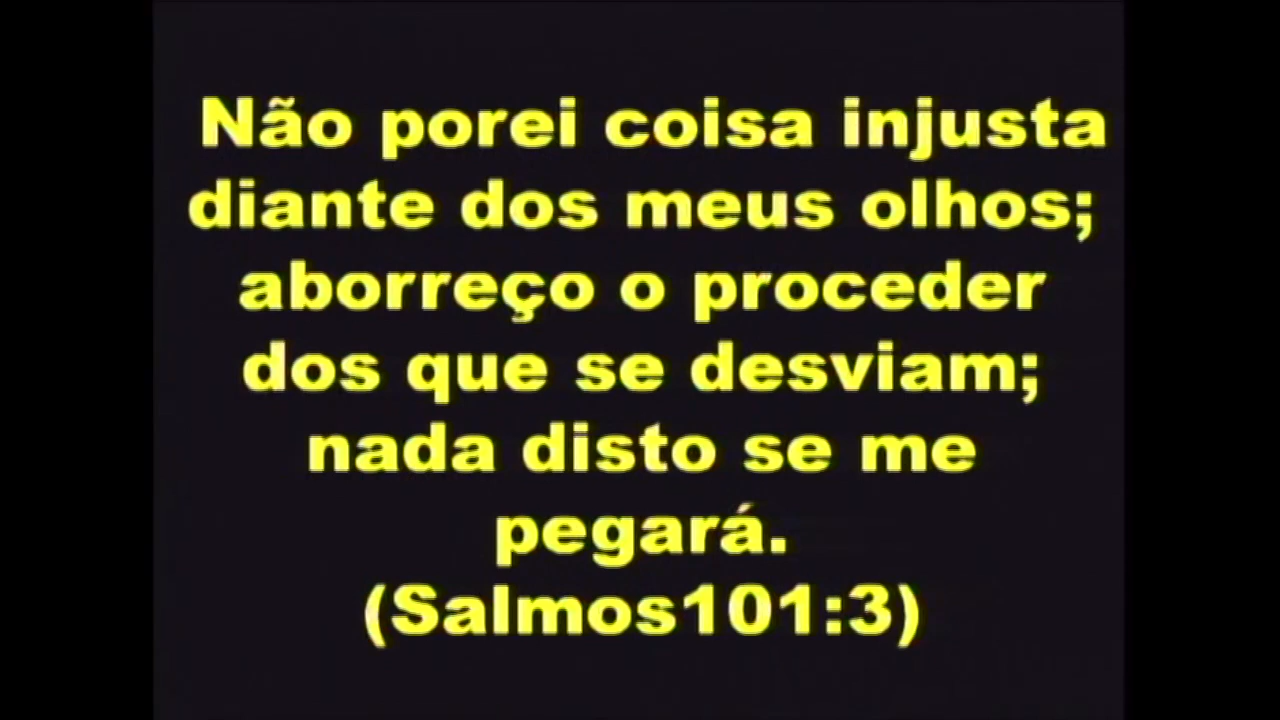 Não porei coisa injusta
diante dos meus olhos;
aborreço o proceder
dos que se desviam;
nada disto se me
pegará.
(Salmos101:3)